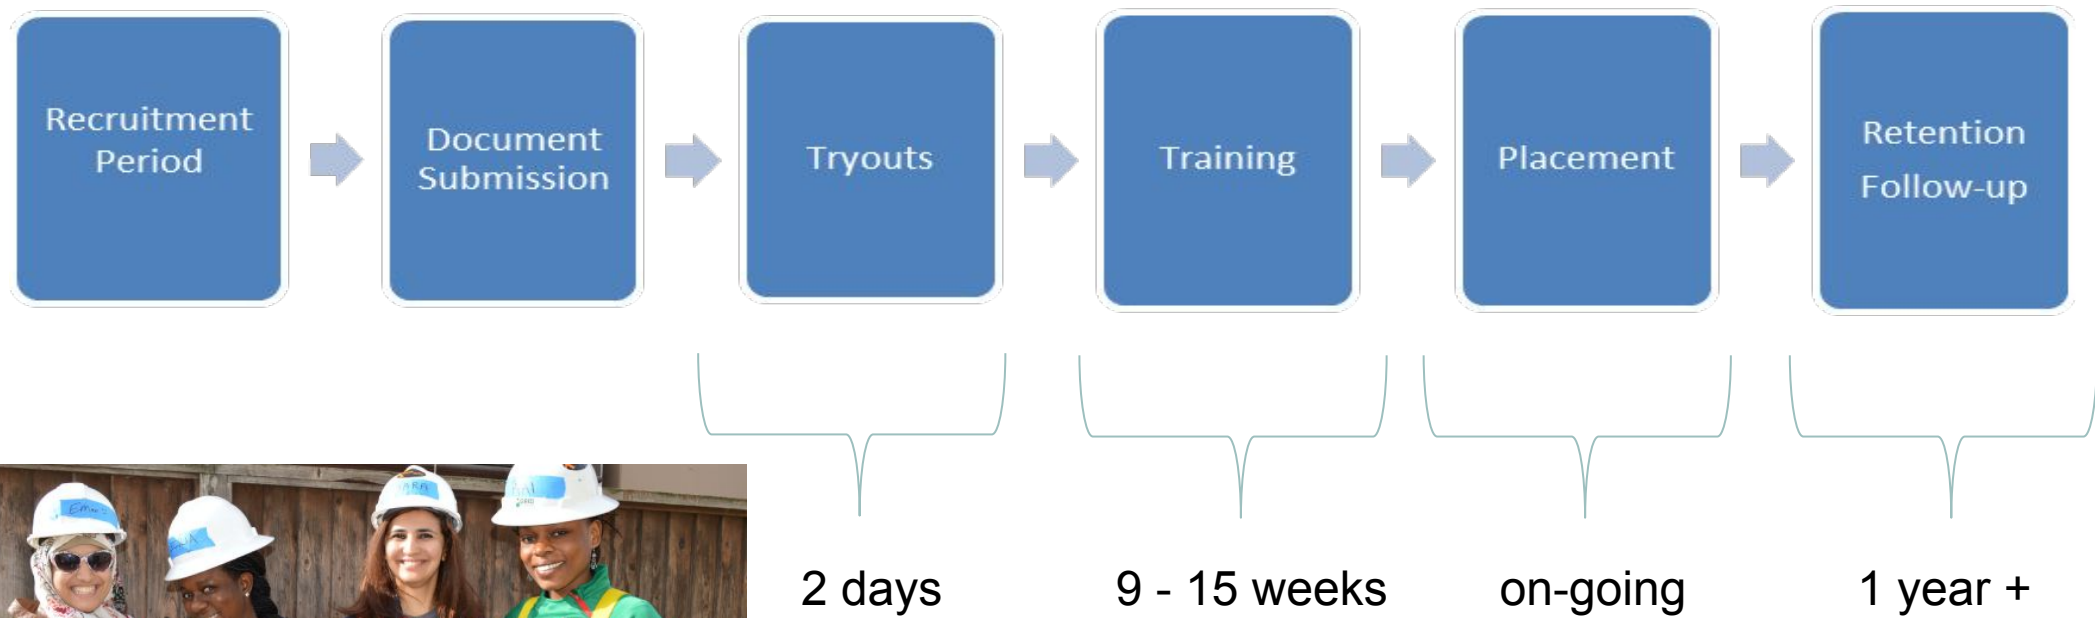 Recruitment
Period
Document
Submission
Tryouts
Training
Placement
Retention
Follow-up
2 days
9 - 15 weeks
on-going
1 year +